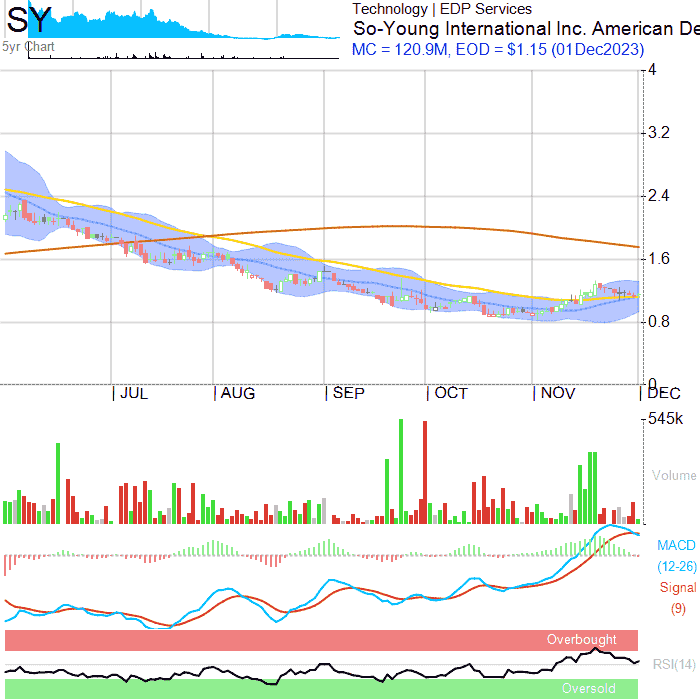 SY
5yr Chart
Technology | EDP Services
So-Young International Inc. American De
MC = 120.9M, EOD = $1.15 (01Dec2023)
4
3.2
2.4
1.6
0.8
0
JUL
AUG
SEP
OCT
NOV
DEC
545k
Volume
MACD
(12-26)
Signal
(9)
Overbought
RSI(14)
Oversold